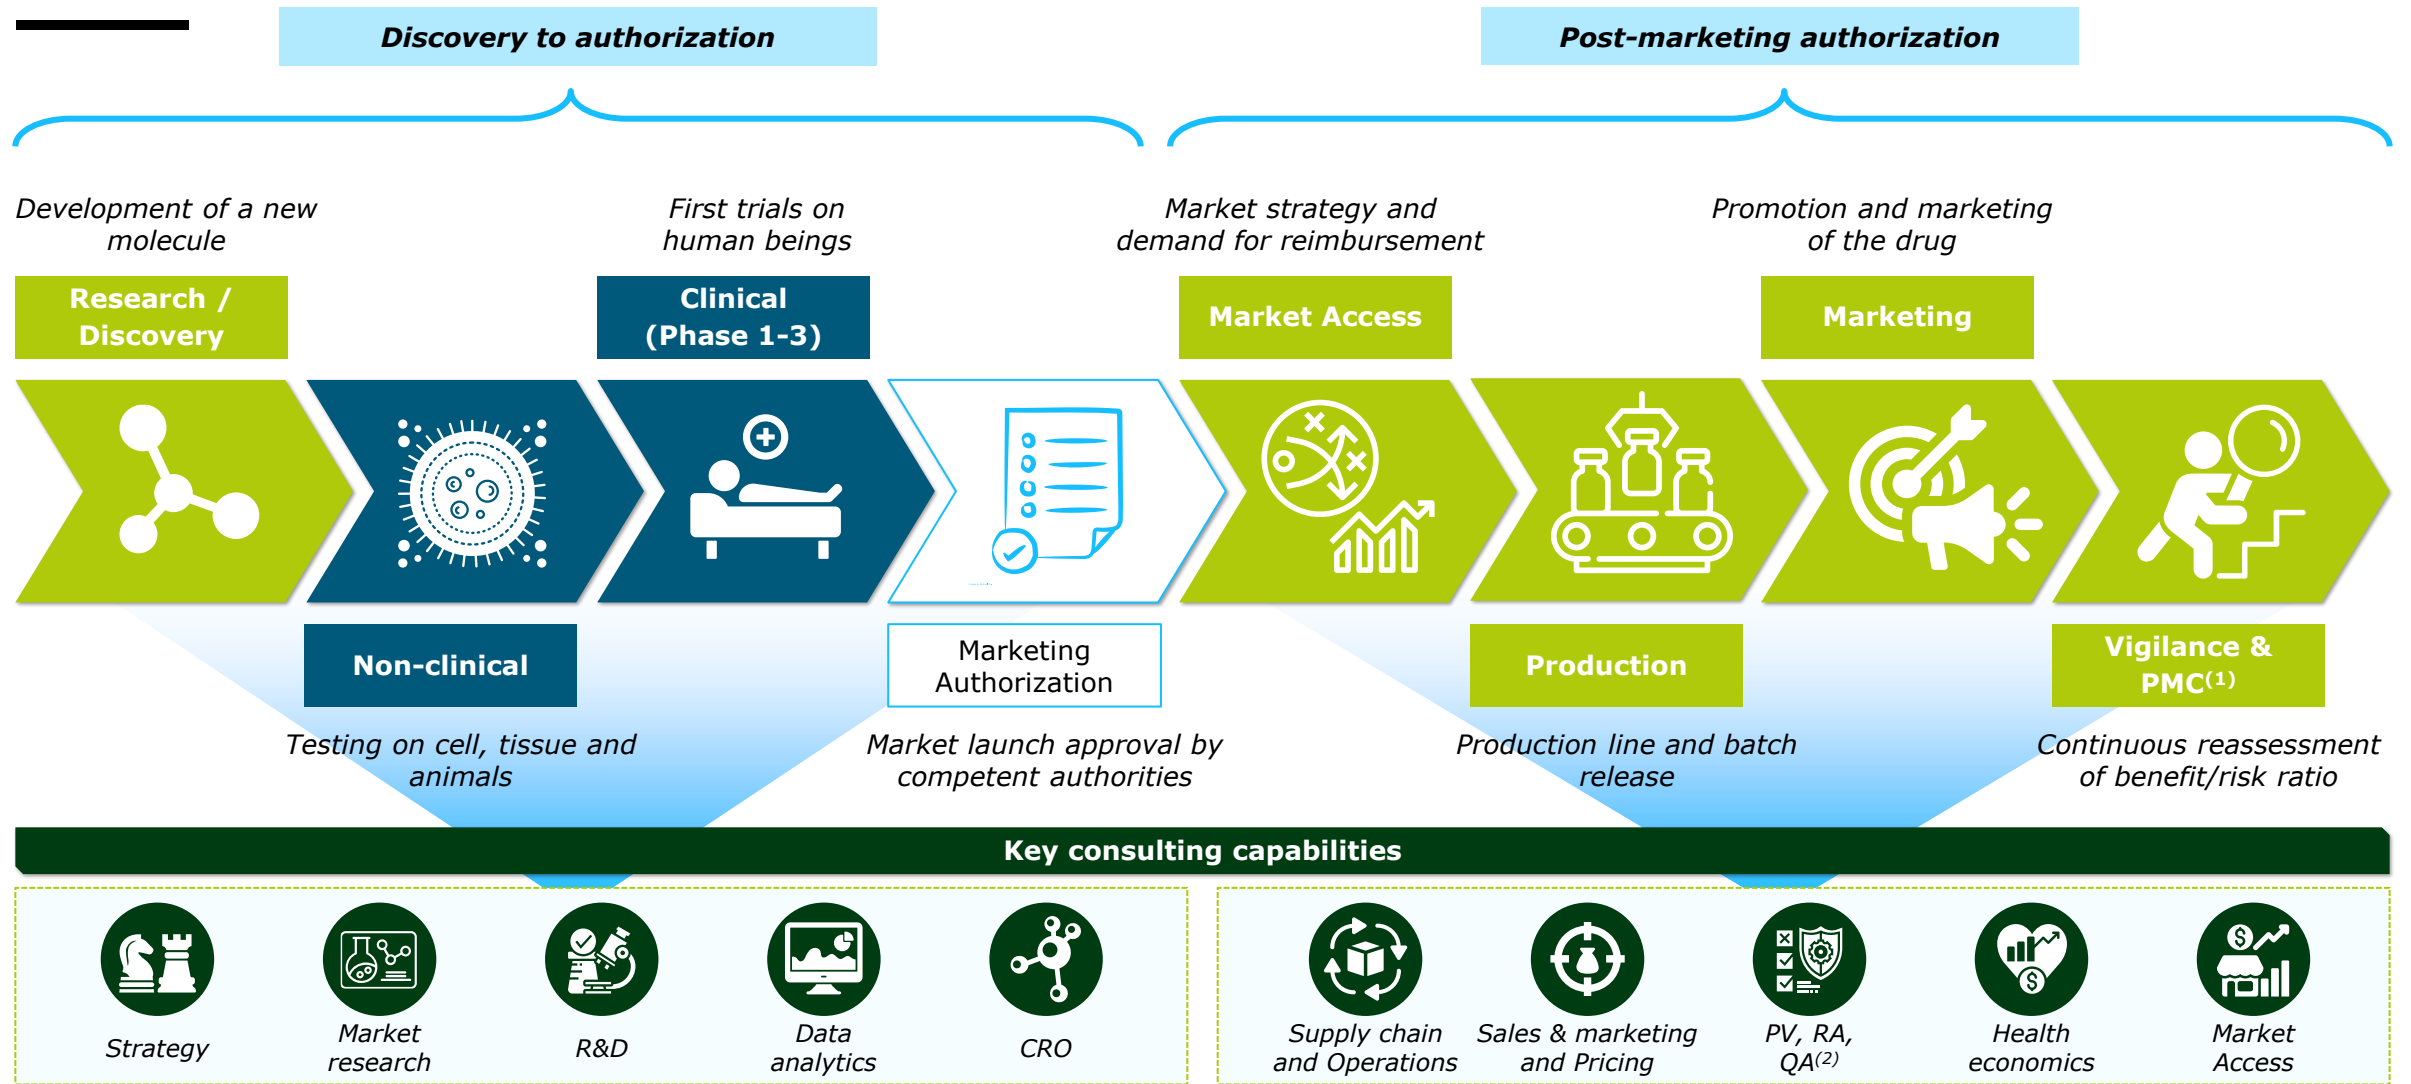 Discovery to authorization
Post-marketing authorization
Development of a new
molecule
First trials on
human beings
Market strategy and
demand for reimbursement
Promotion and marketing
of the drug
Research /
Discovery
Clinical
(Phase 1-3)
Market Access
Marketing
Non-clinical
Marketing
Authorization
Production
Vigilance &
PMC(1)
Testing on cell, tissue and
animals
Market launch approval by
competent authorities
Production line and batch
release
Continuous reassessment
of benefit/risk ratio
Key consulting capabilities
Strategy
Market
research
R&D
Data
analytics
CRO
Supply chain
and Operations
Sales & marketing
and Pricing
PV, RA,
QA(2)
Health
economics
Market
Access